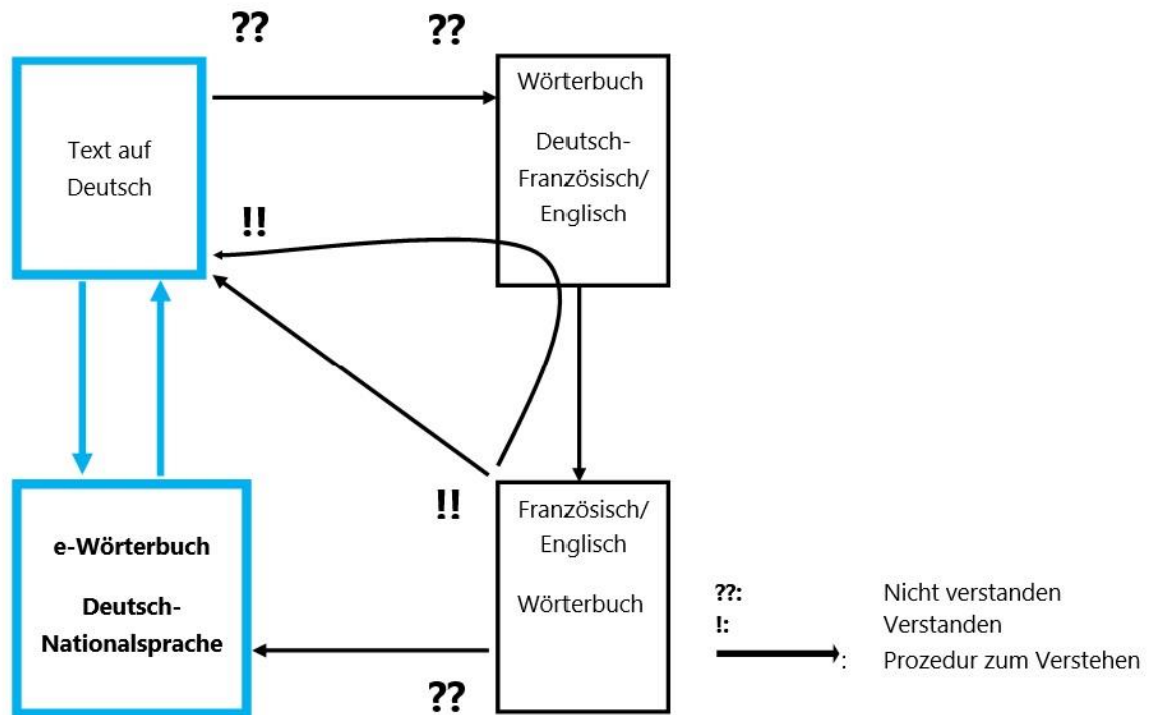 ??
??
Text auf
Deutsch
Wörterbuch
Deutsch-
Französisch/
Englisch
!!
!!
e-Wörterbuch
Deutsch-
Nationalsprache
Französisch/
Englisch
Wörterbuch
??
??: Nicht verstanden
!: Verstanden
: Prozedur zum Verstehen